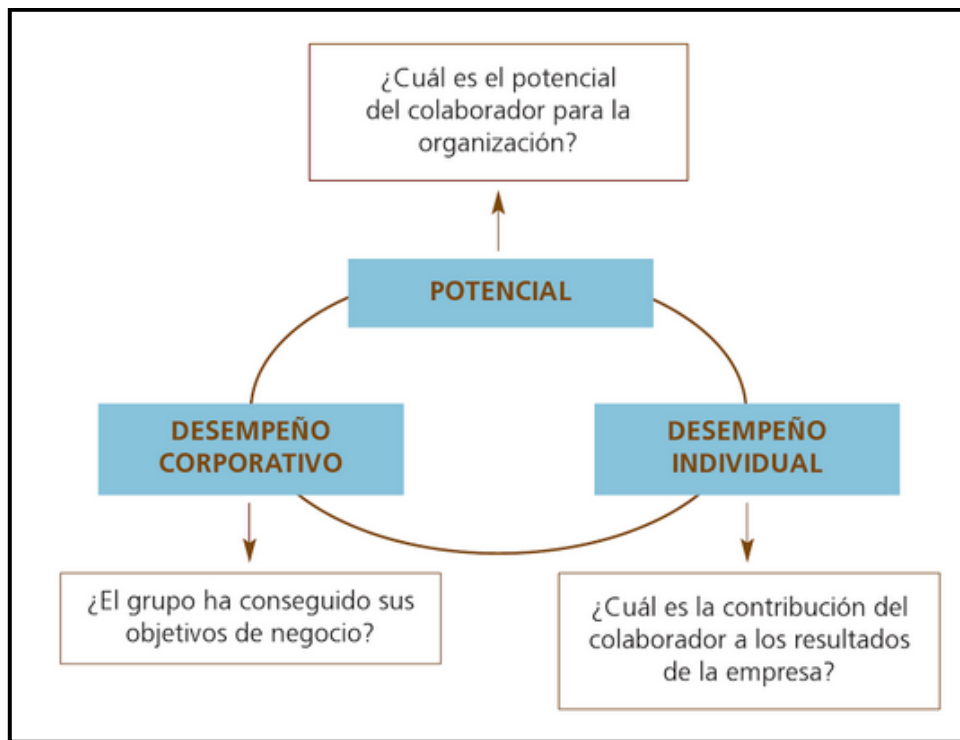 ¿Cuál es el potencial
del colaborador para la
organización?
POTENCIAL
DESEMPEÑO
CORPORATIVO
DESEMPEÑO
INDIVIDUAL
¿El grupo ha conseguido sus
objetivos de negocio?
¿Cuál es la contribución del
colaborador a los resultados
de la empresa?